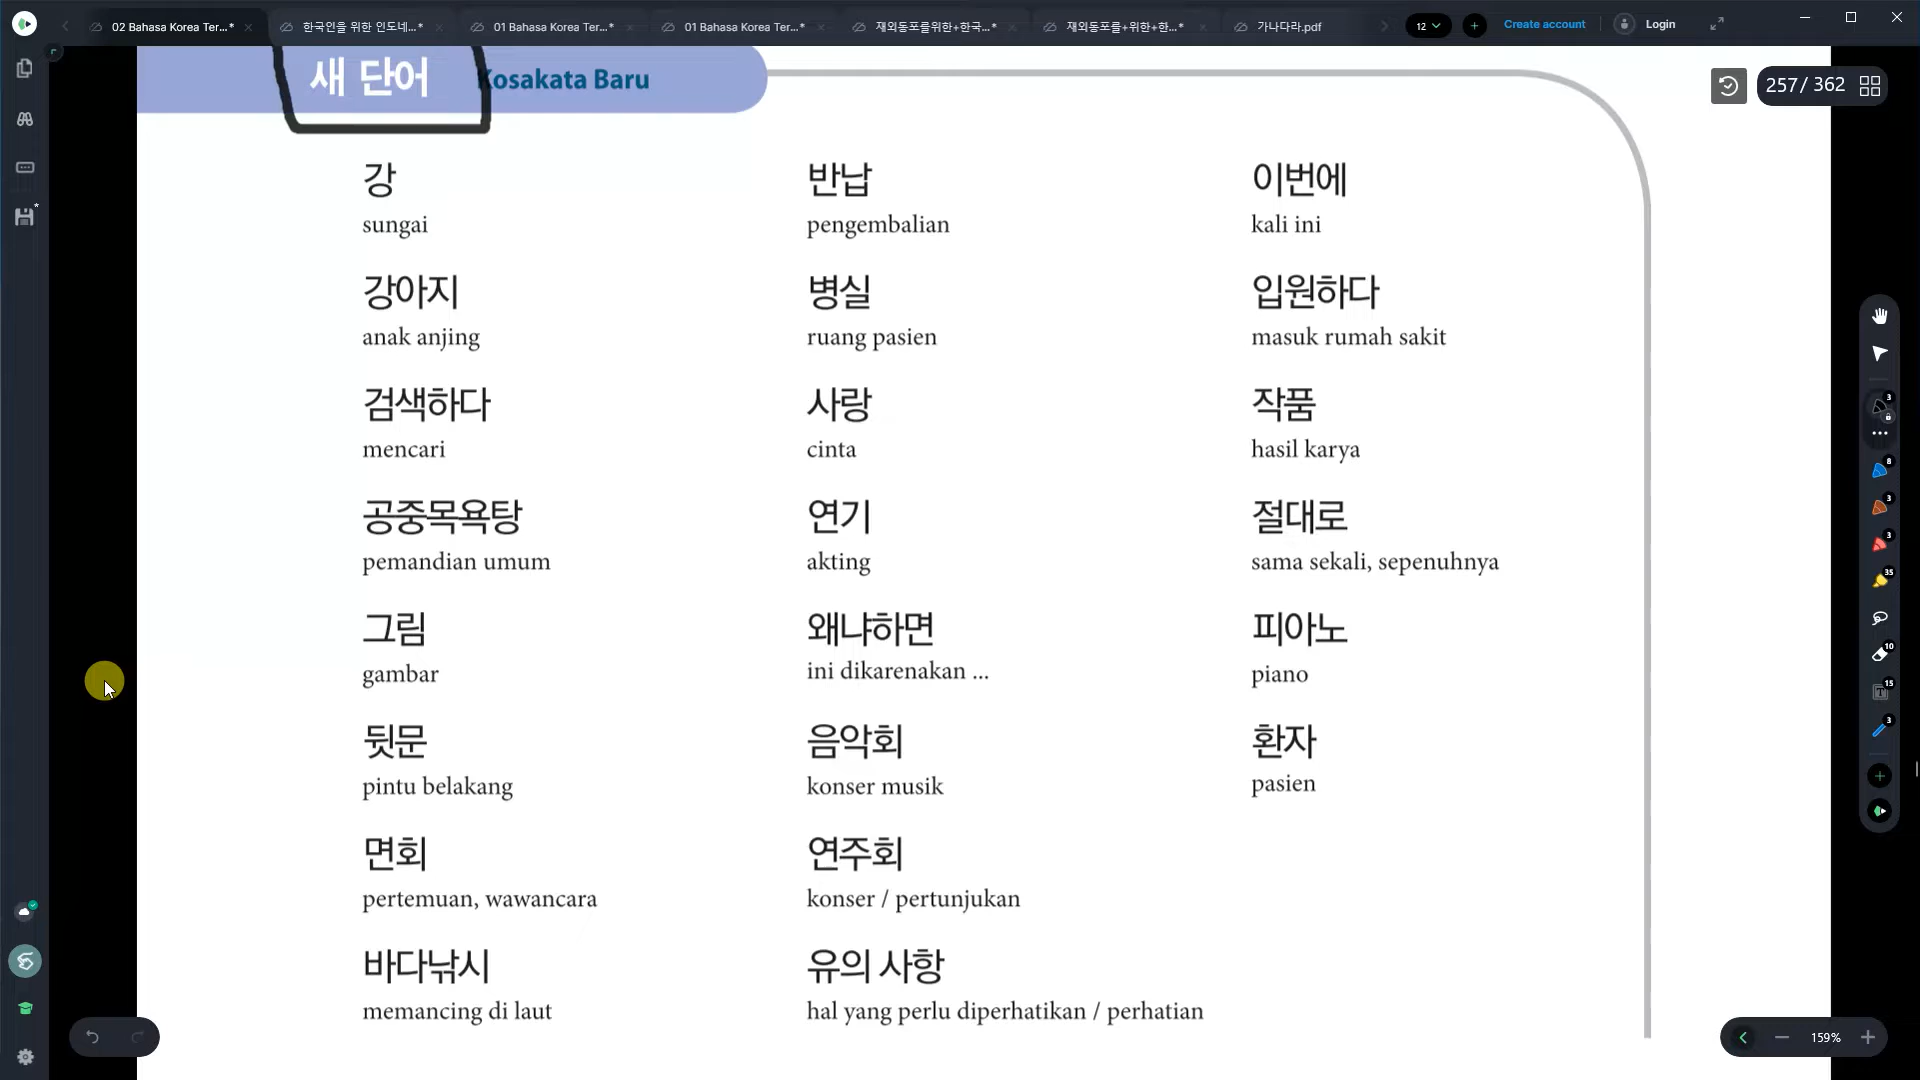 02 Bahasa Korea Ter...*
한국인을 위한 인도네...*
01 Bahasa Korea Ter...*
01 Bahasa Korea Ter...*
재외동포를위한+한국...*
재외동포를+위한+한...*
가나다라.pdf
12
Create account
Login
새 단어
Kosakata Baru
257/ 362
강
sungai
강아지
anak anjing
검색하다
mencari
공중목욕탕
pemandian umum
그림
gambar
뒷문
pintu belakang
면회
pertemuan, wawancara
바다낚시
memancing di laut
반납
pengembalian
병실
ruang pasien
사랑
cinta
연기
akting
왜냐하면
ini dikarenakan ...
음악회
konser musik
연주회
konser / pertunjukan
유의 사항
hal yang perlu diperhatikan / perhatian
이번에
kali ini
입원하다
masuk rumah sakit
작품
hasil karya
절대로
sama sekali, sepenuhnya
피아노
piano
환자
pasien
3
8
3
3
35
10
15
3
159%